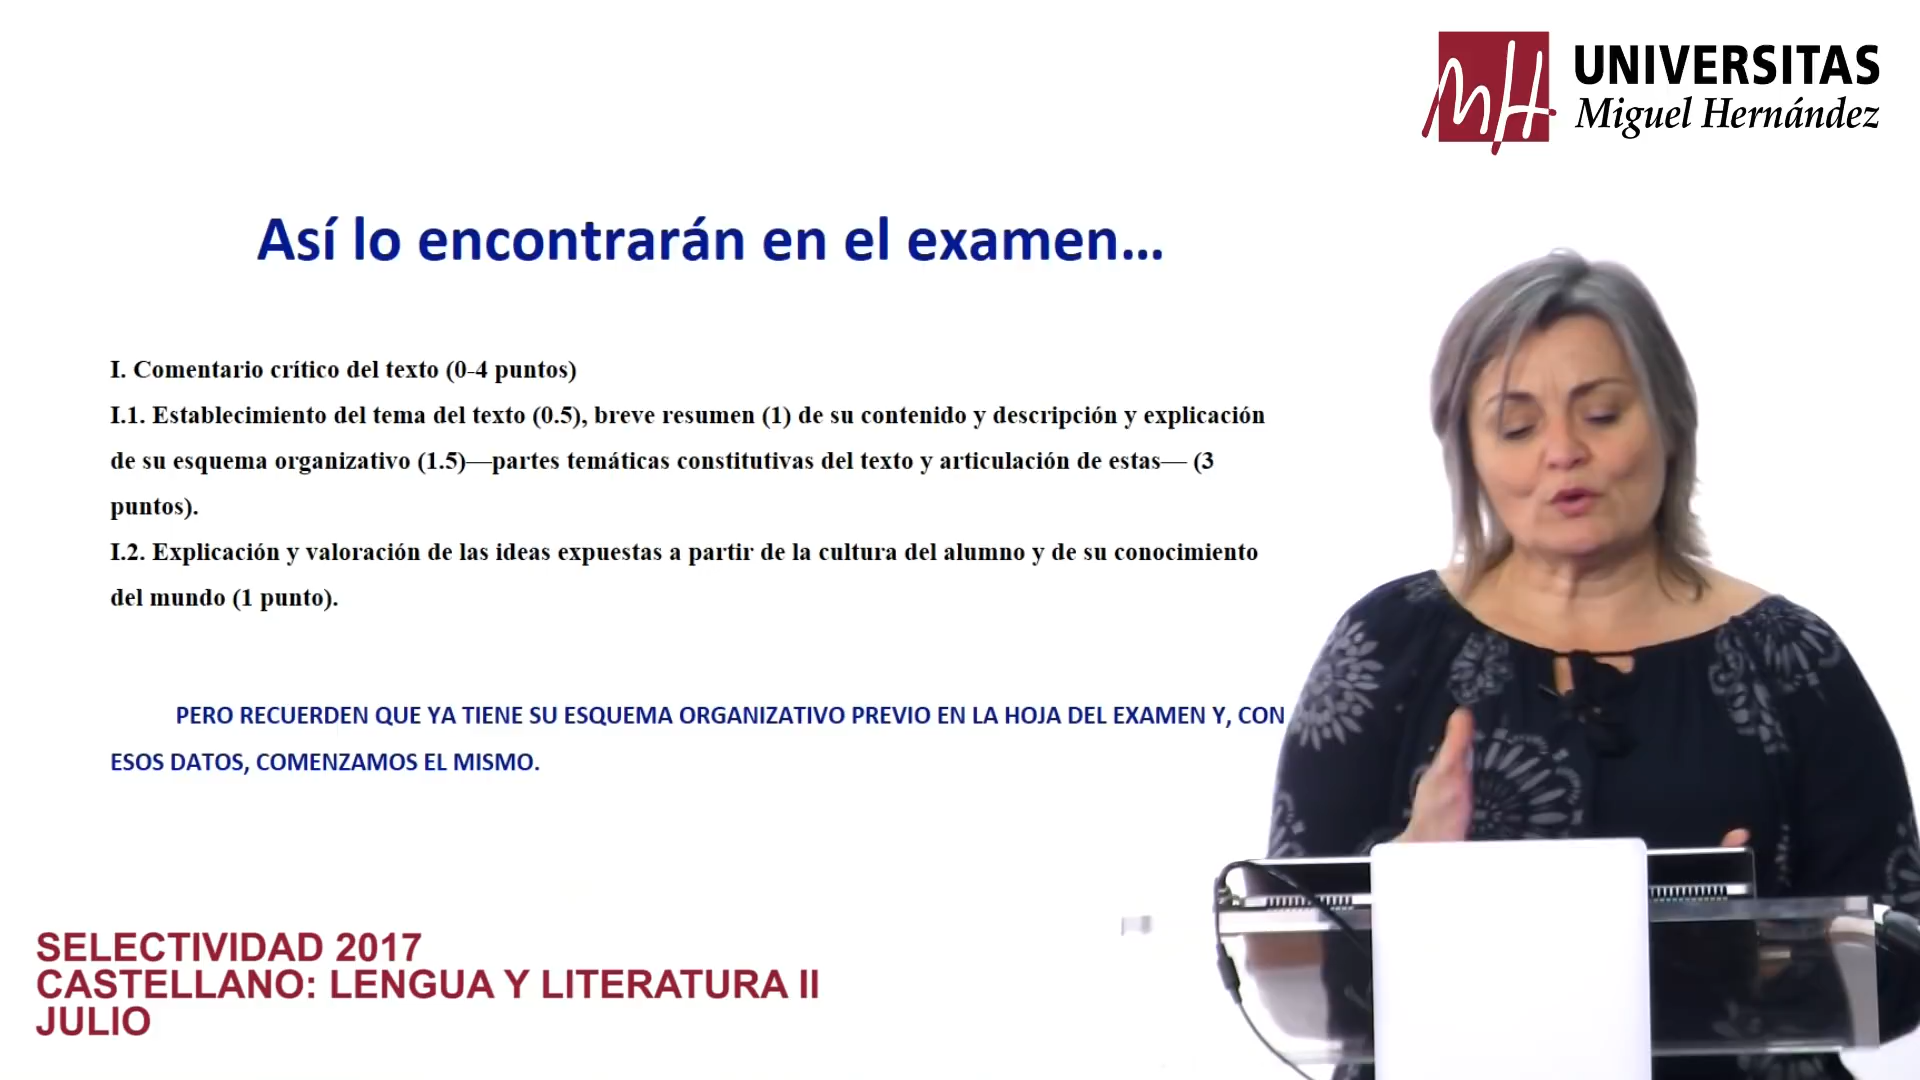 MH UNIVERSITAS
Miguel Hernández
Así lo encontrarán en el examen...
I. Comentario crítico del texto (0-4 puntos)
I.1. Establecimiento del tema del texto (0.5), breve resumen (1) de su contenido y descripción y explicación
de su esquema organizativo (1.5)—partes temáticas constitutivas del texto y articulación de estas— (3
puntos).
I.2. Explicación y valoración de las ideas expuestas a partir de la cultura del alumno y de su conocimiento
del mundo (1 punto).
PERO RECUERDEN QUE YA TIENE SU ESQUEMA ORGANIZATIVO PREVIO EN LA HOJA DEL EXAMEN Y, CON
ESOS DATOS, COMENZAMOS EL MISMO.
SELECTIVIDAD 2017
CASTELLANO: LENGUA Y LITERATURA II
JULIO